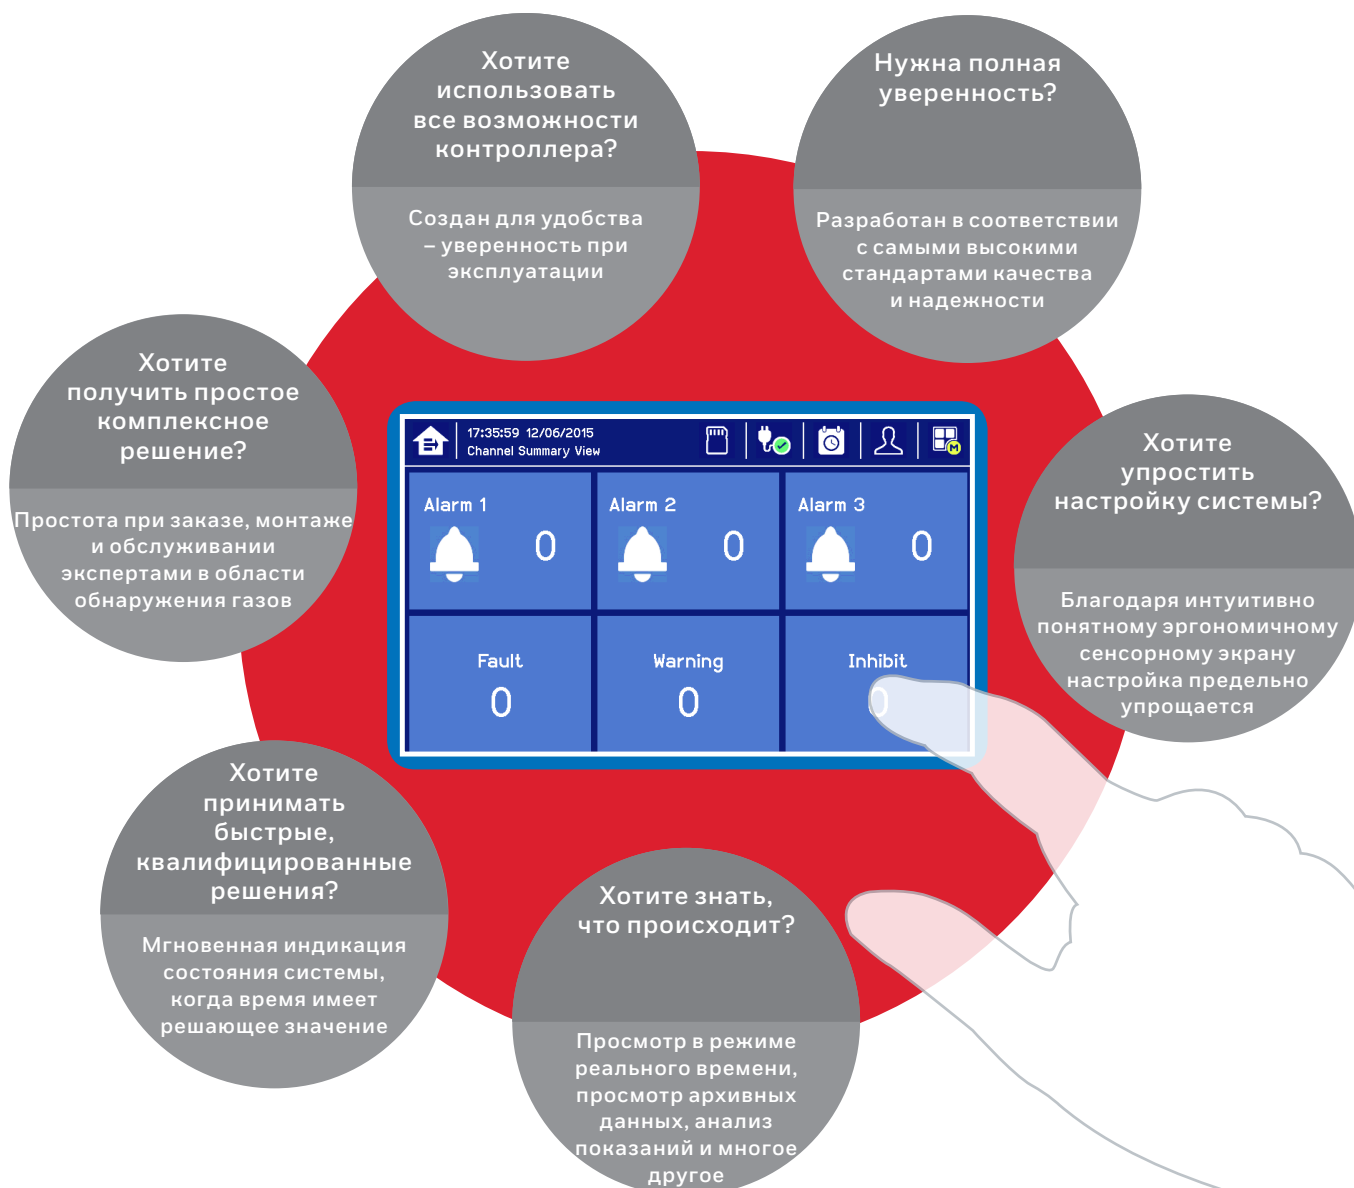 Хотите
использовать
все возможности
контроллера?
Создан для удобства
– уверенность при
эксплуатации
Нужна полная
уверенность?
Разработан в соответствии
с самыми высокими
стандартами качества
и надежности
Хотите
получить простое
комплексное
решение?
Простота при заказе, монтаже
и обслуживании
экспертами в области
обнаружения газов
17:35:59 12/06/2015
Channel Summary View
M
Alarm 1
0
Alarm 2
0
Alarm 3
0
Fault
0
Warning
0
Inhibit
0
Хотите
упростить
настройку системы?
Благодаря интуитивно
понятному эргономичному
сенсорному экрану
настройка предельно
упрощается
Хотите
принимать
быстрые,
квалифицированные
решения?
Мгновенная индикация
состояния системы,
когда время имеет
решающее значение
Хотите знать,
что происходит?
Просмотр в режиме
реального времени,
просмотр архивных
данных, анализ
показаний и многое
другое